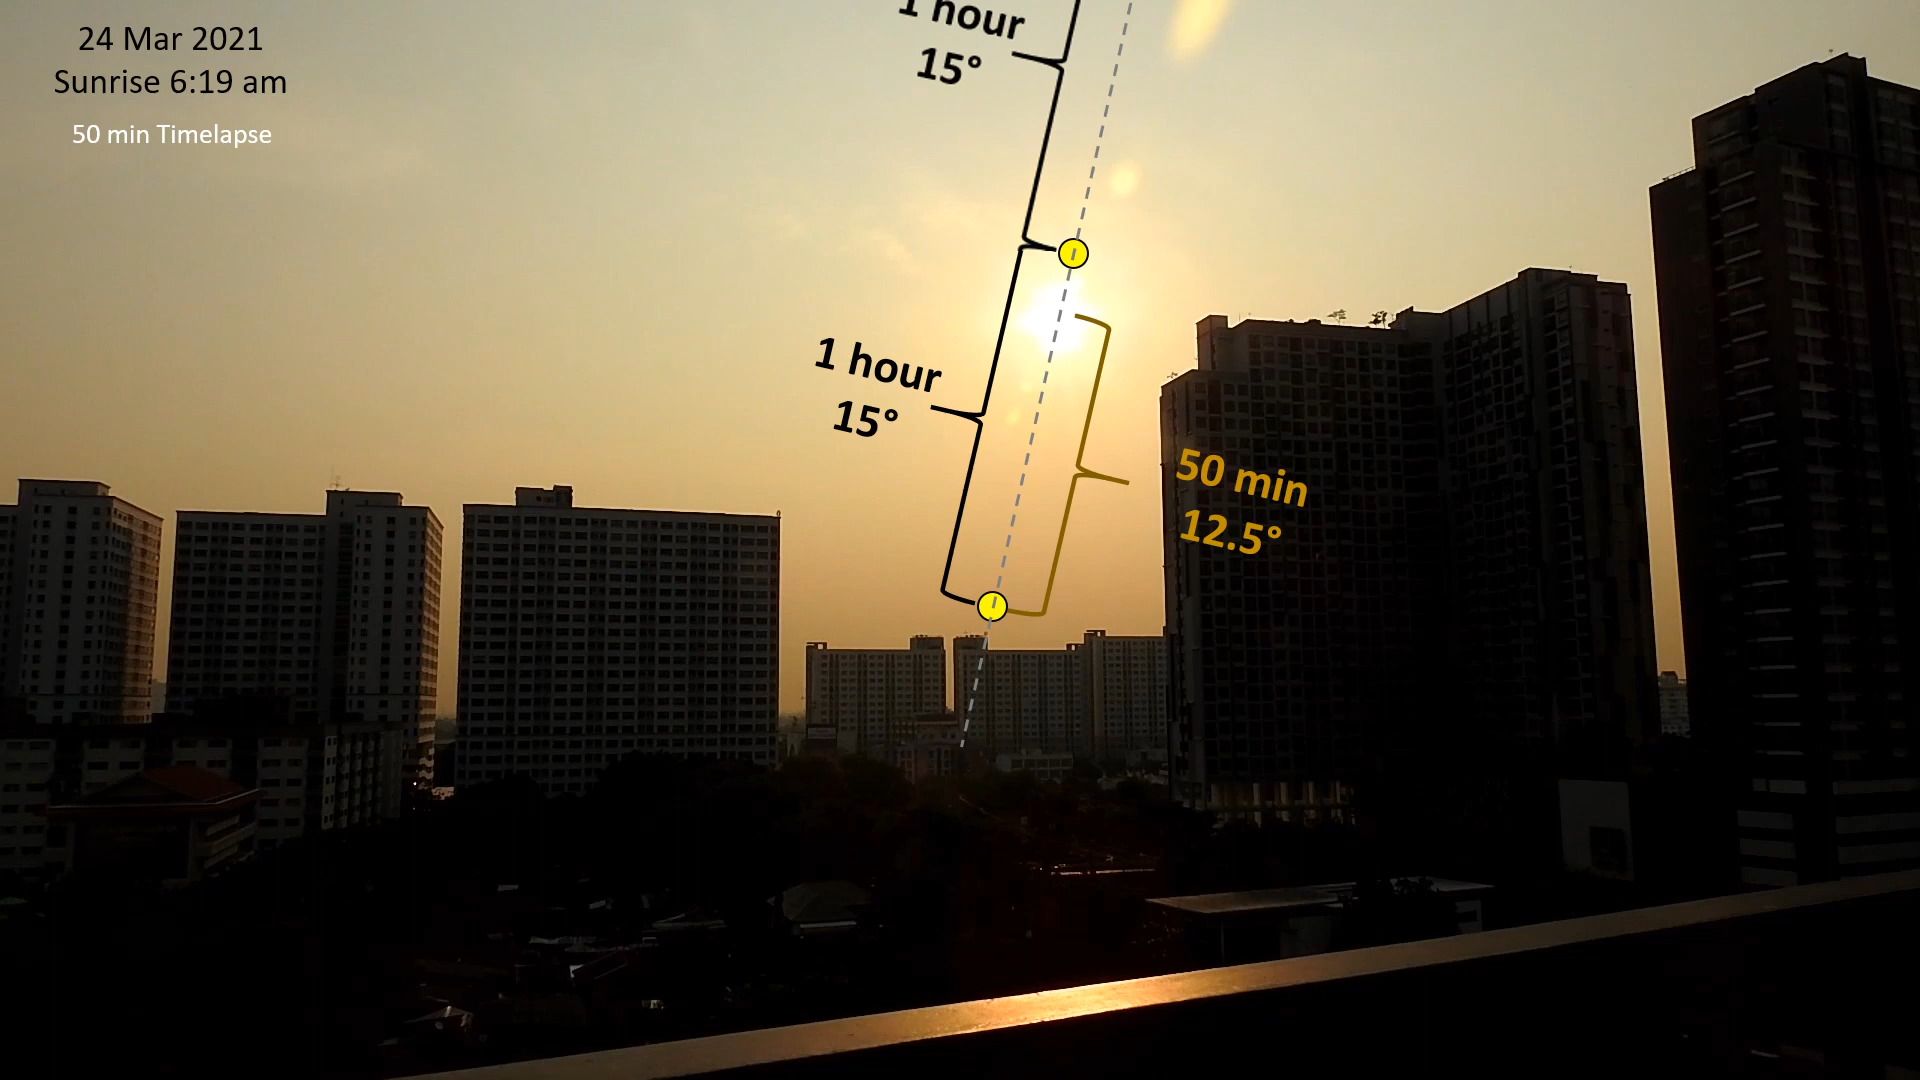 24 Mar 2021
Sunrise 6:19 am
50 min Timelapse
1 hour
15°
1 hour
15°
50 min
12.5°